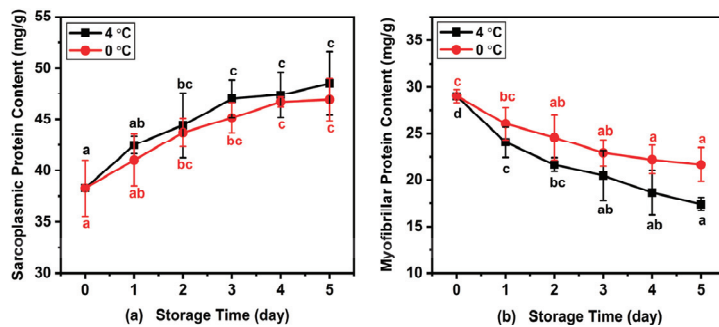 Sarcoplasmic Protein Content (mg/g)
55
50
45
40
35
30
4 °C
0 °C
a
ab
bc
c
c
c
a
ab
bc
bc
c
c
0 1 2 3 4 5
(a) Storage Time (day)
Myofibrillar Protein Content (mg/g)
40
35
30
25
20
15
10
4 °C
0 °C
c
bc
ab
ab
a
a
d
c
bc
ab
ab
a
0 1 2 3 4 5
(b) Storage Time (day)